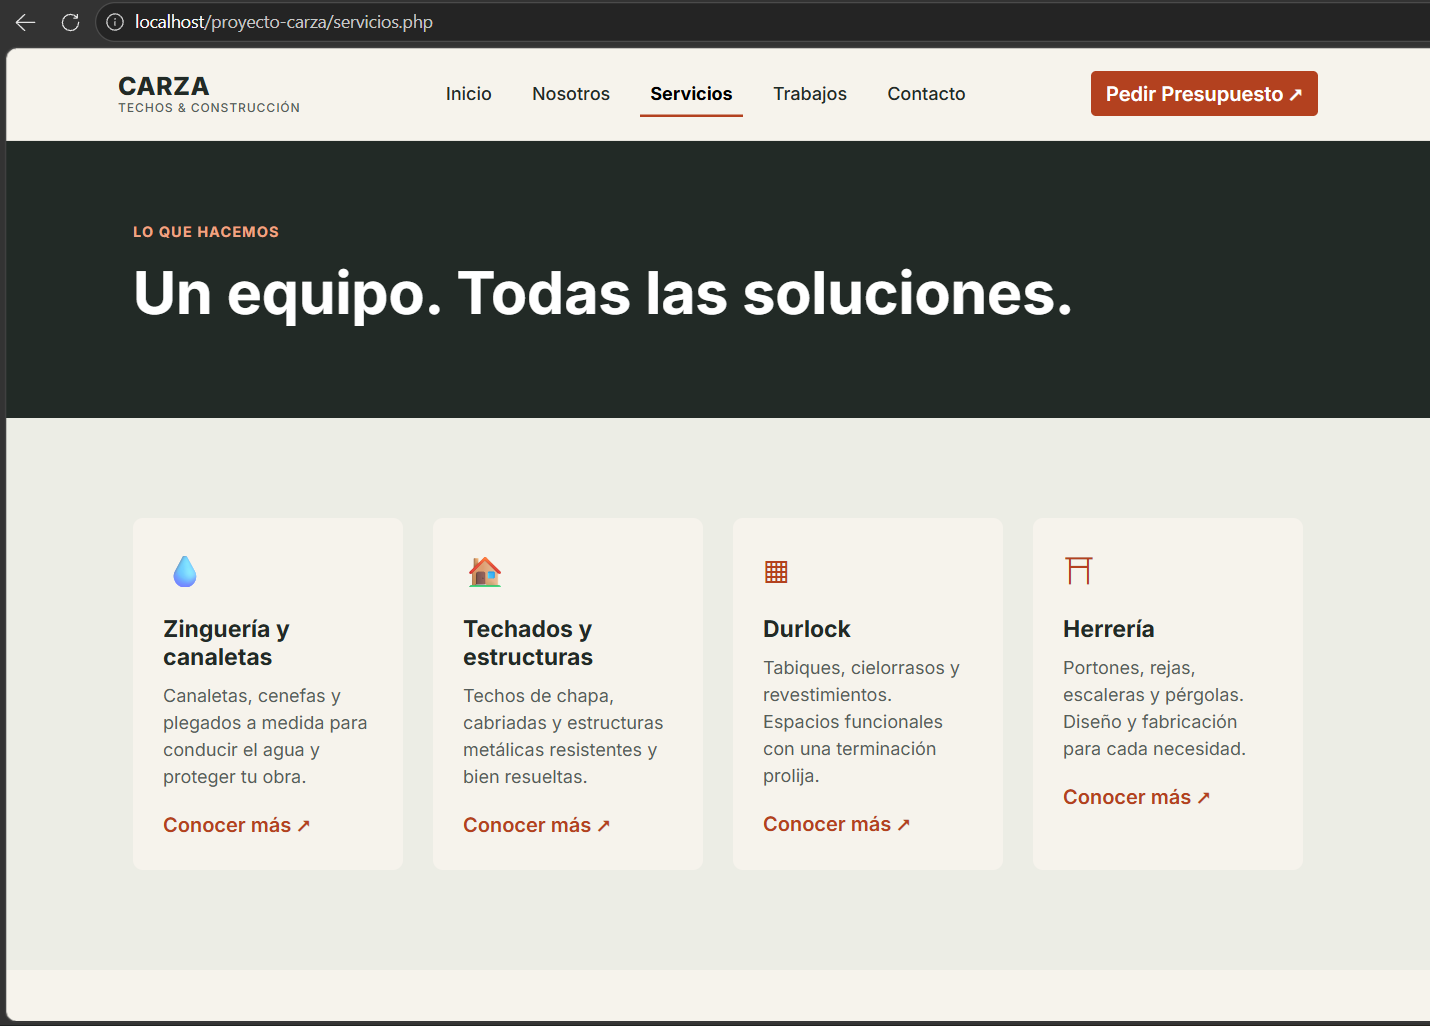 localhost/proyecto-carza/servicios.php
CARZA
TECHOS & CONSTRUCCIÓN
Inicio
Nosotros
Servicios
Trabajos
Contacto
Pedir Presupuesto ↗
LO QUE HACEMOS
Un equipo. Todas las soluciones.
Zinguería y
canaletas
Canaletas, cenefas y
plegados a medida para
conducir el agua y
proteger tu obra.
Conocer más ↗
Techados y
estructuras
Techos de chapa,
cabriadas y estructuras
metálicas resistentes y
bien resueltas.
Conocer más ↗
Durlock
Tabiques, cielorrasos y
revestimientos.
Espacios funcionales
con una terminación
prolija.
Conocer más ↗
Herrería
Portones, rejas,
escaleras y pérgolas.
Diseño y fabricación
para cada necesidad.
Conocer más ↗